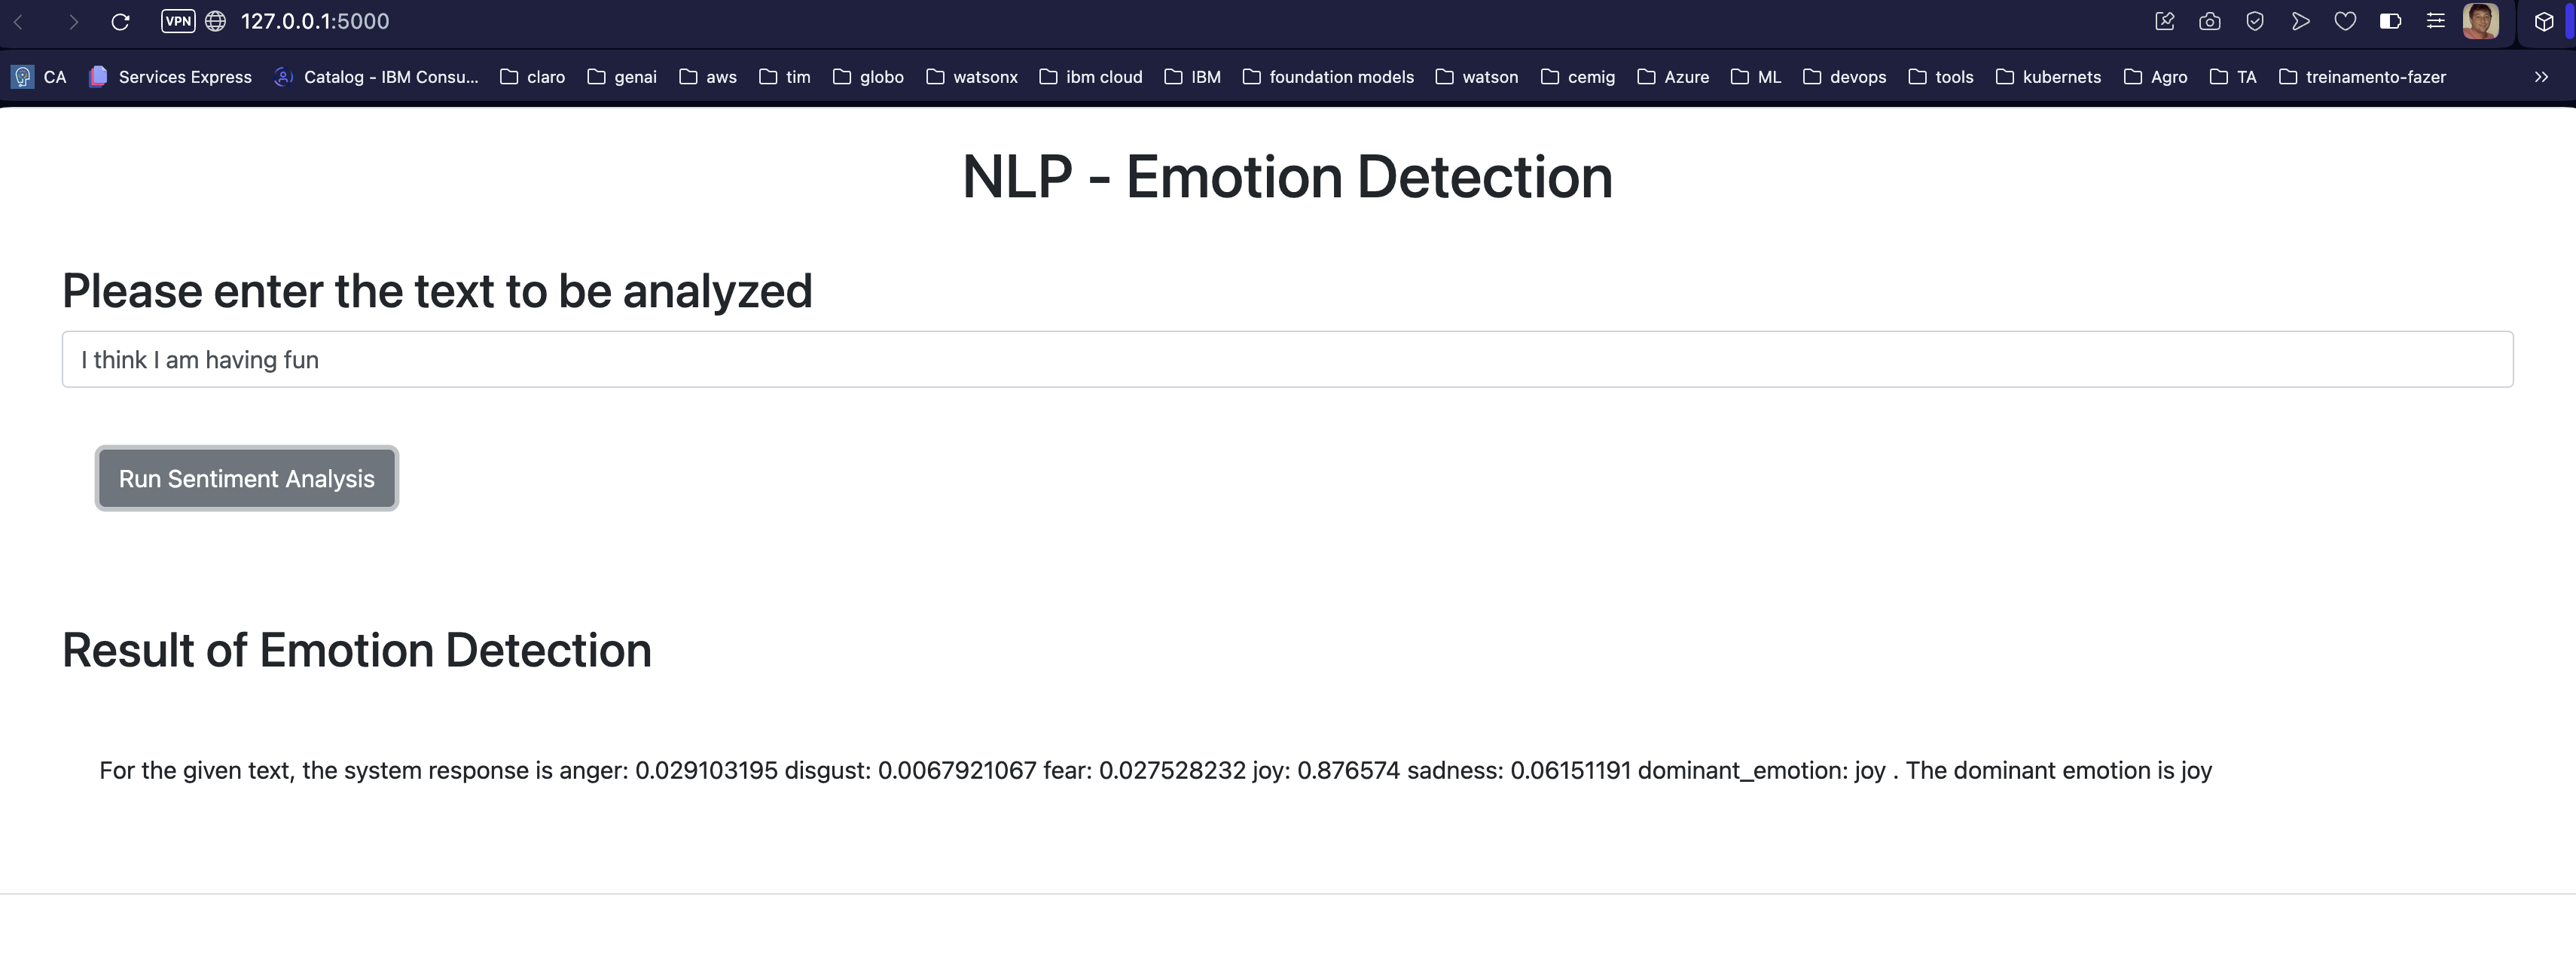 VPN 127.0.0.1:5000
CA Services Express Catalog - IBM Consu... claro genai aws tim globo watsonx ibm cloud IBM foundation models watson cemig Azure ML devops tools kubernets Agro TA treinamento-fazer
NLP - Emotion Detection
Please enter the text to be analyzed
I think I am having fun
Run Sentiment Analysis
Result of Emotion Detection
For the given text, the system response is anger: 0.029103195 disgust: 0.0067921067 fear: 0.027528232 joy: 0.876574 sadness: 0.06151191 dominant_emotion: joy . The dominant emotion is joy